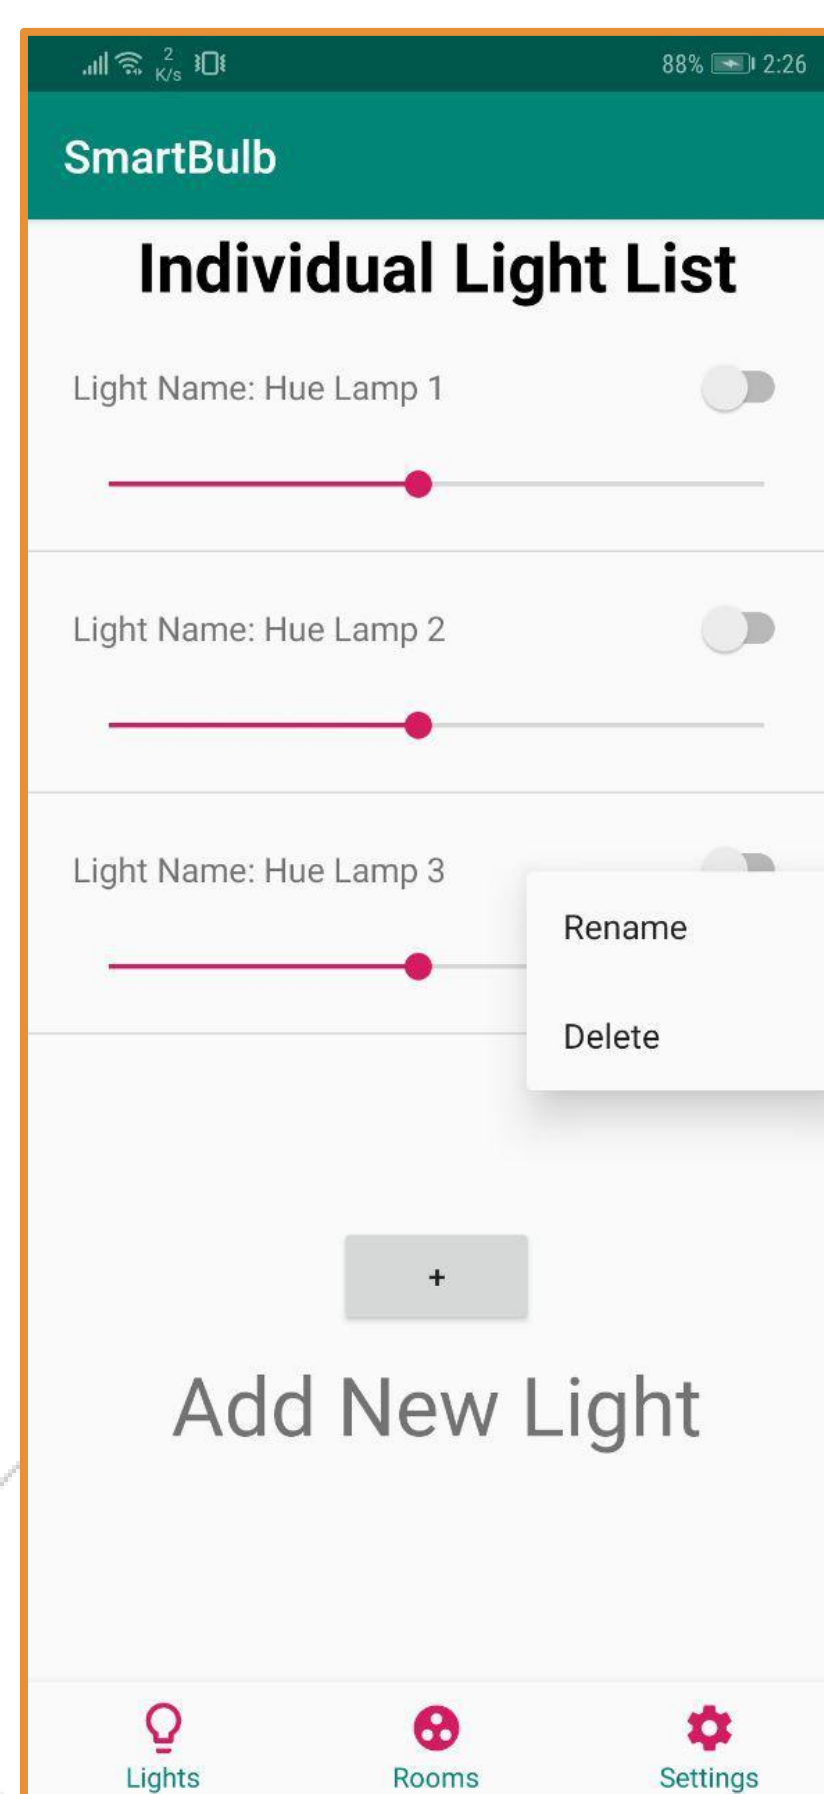 2
K/s
88% 2:26
SmartBulb
Individual Light List
Light Name: Hue Lamp 1
Light Name: Hue Lamp 2
Light Name: Hue Lamp 3
Rename
Delete
+
Add New Light
Lights Rooms Settings